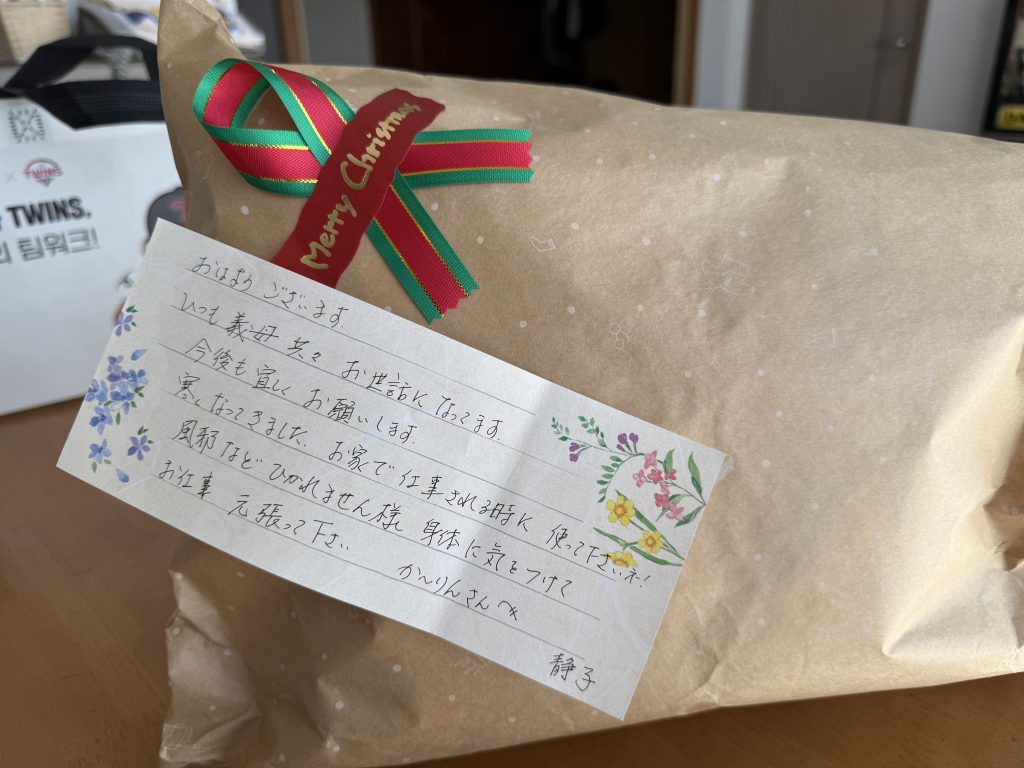 Merry Christmas
TWINS
TWINS,
의 팀워크!
おはよう ございます.
いつも 義母 共々 お世話に なってます.
今後も 宜しく お願いします.
寒くなってきました. お家で 仕事される時に 使って下さいネ!
風邪など ひかれません様 身体に気をつけて
お仕事 元張って下さい
か〜りんさんへ
静子